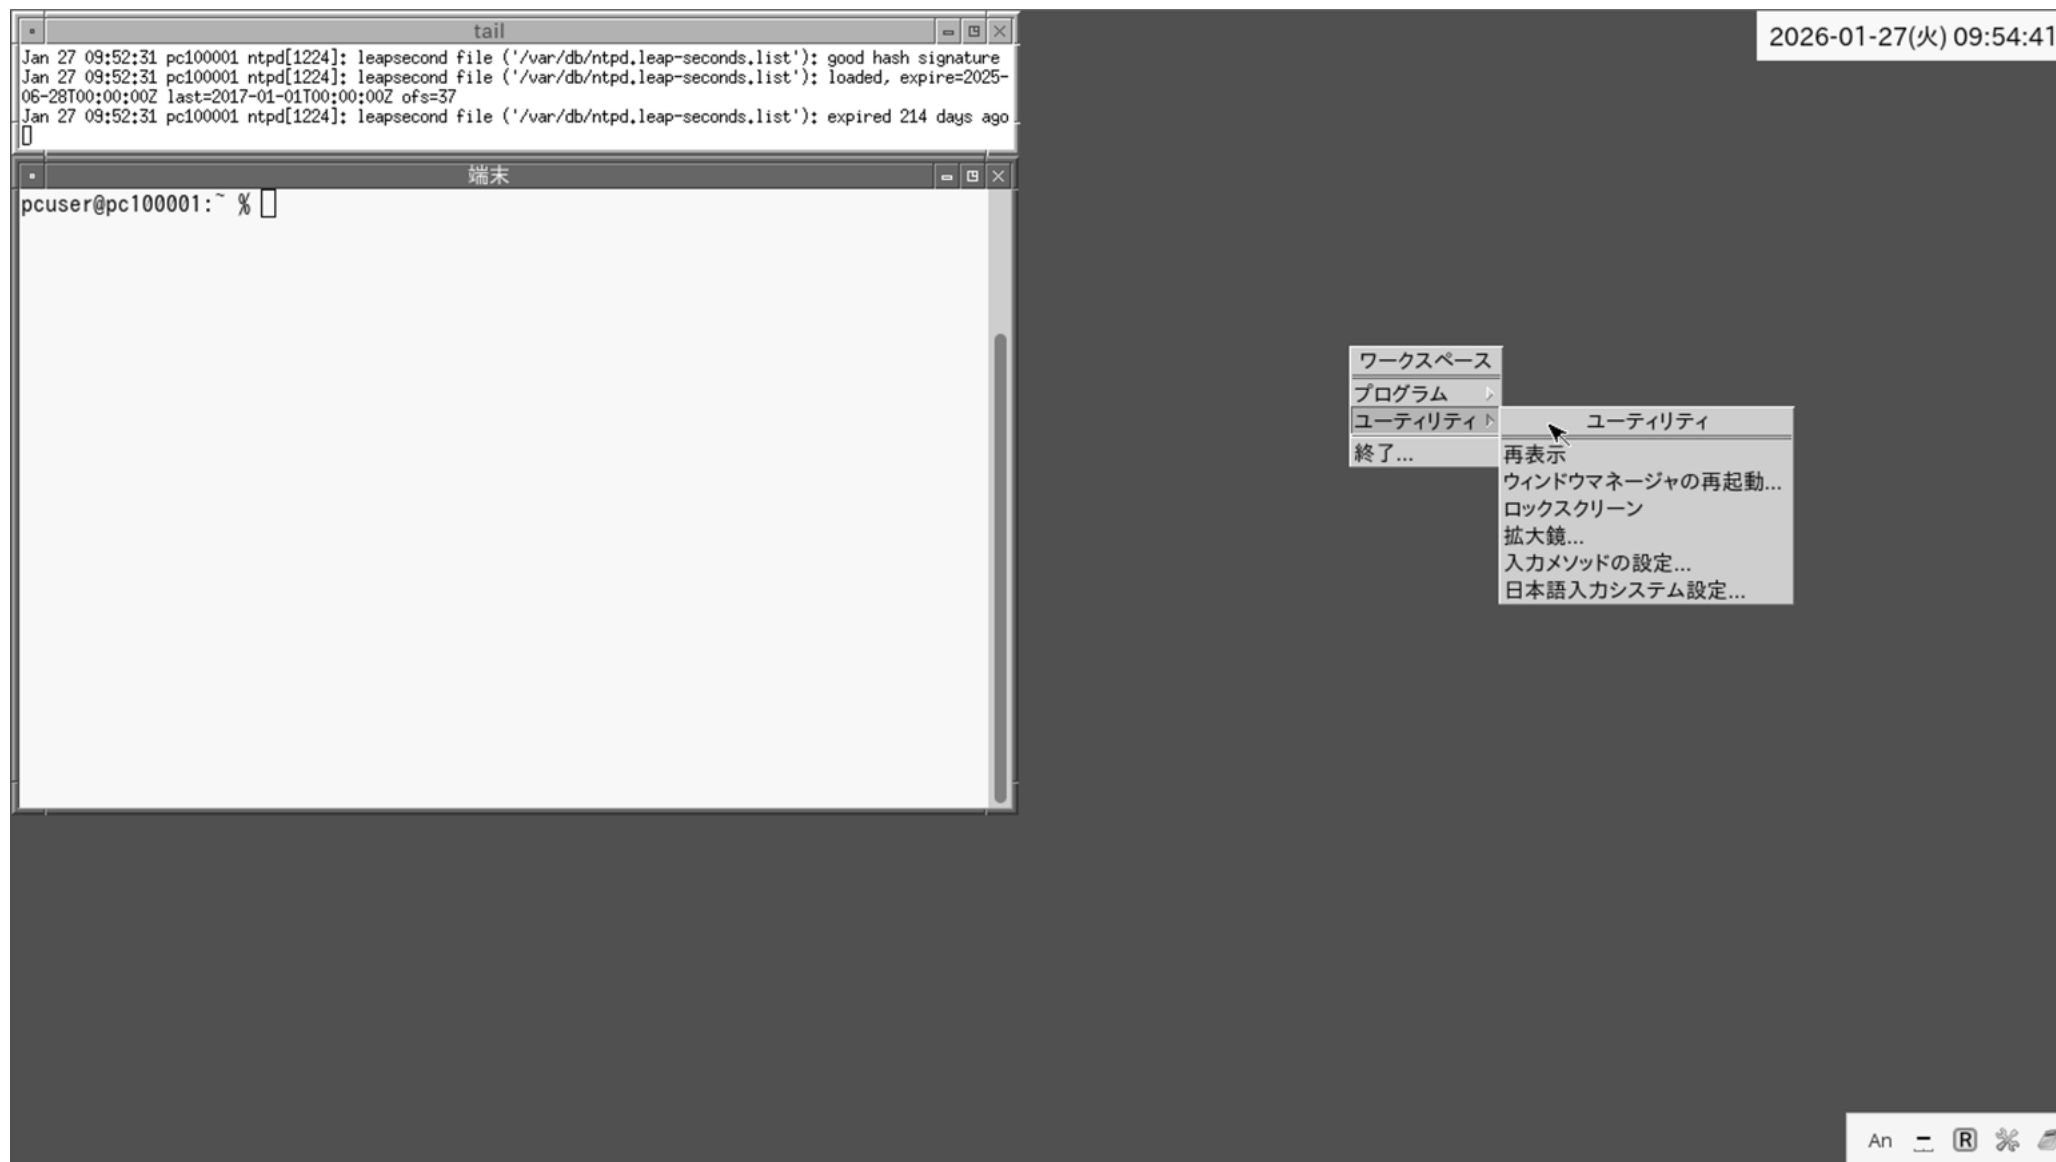 tail
2026-01-27(火) 09:54:41
Jan 27 09:52:31 pc100001 ntpd[1224]: leapsecond file ('/var/db/ntpd.leap-seconds.list'): good hash signature
Jan 27 09:52:31 pc100001 ntpd[1224]: leapsecond file ('/var/db/ntpd.leap-seconds.list'): loaded, expire=2025-
06-28T00:00:00Z last=2017-01-01T00:00:00Z ofs=37
Jan 27 09:52:31 pc100001 ntpd[1224]: leapsecond file ('/var/db/ntpd.leap-seconds.list'): expired 214 days ago
端末
pcuser@pc100001:~ %
ワークスペース
プログラム
ユーティリティ
終了...
ユーティリティ
再表示
ウィンドウマネージャの再起動...
ロックスクリーン
拡大鏡...
入力メソッドの設定...
日本語入力システム設定...
An R